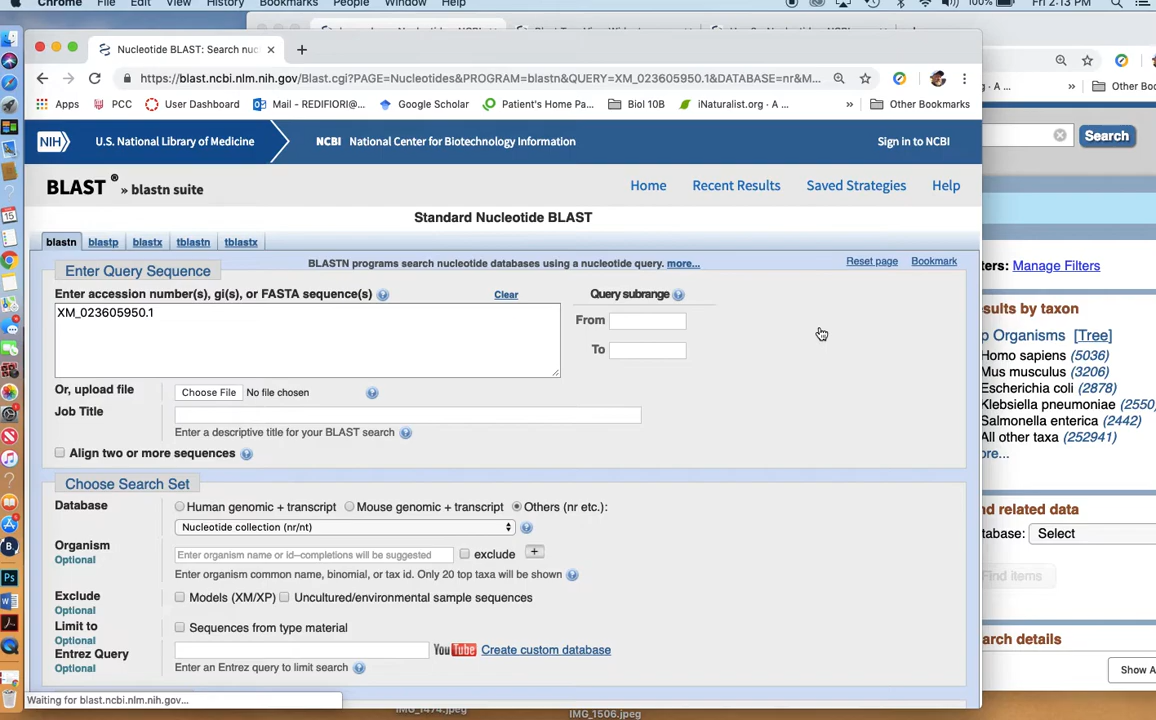 Chrome File Edit View History Bookmarks People Window Help 100% Fri 2:13 PM
Nucleotide BLAST: Search nuc
https://blast.ncbi.nlm.nih.gov/Blast.cgi?PAGE=Nucleotides&PROGRAM=blastn&QUERY=XM_023605950.1&DATABASE=nr&M...
Apps PCC User Dashboard Mail - REDIFIORI@... Google Scholar Patient's Home Pa... Biol 10B iNaturalist.org · A ... » Other Bookmarks
g · A ... » Other Bo
NIH U.S. National Library of Medicine NCBI National Center for Biotechnology Information Sign in to NCBI
Search
BLAST ® » blastn suite Home Recent Results Saved Strategies Help
Standard Nucleotide BLAST
blastn blastp blastx tblastn tblastx
BLASTN programs search nucleotide databases using a nucleotide query. more... Reset page Bookmark
Enter Query Sequence
Enter accession number(s), gi(s), or FASTA sequence(s) Clear Query subrange
XM_023605950.1
From
To
Or, upload file Choose File No file chosen
Job Title
Enter a descriptive title for your BLAST search
Align two or more sequences
Choose Search Set
Database Human genomic + transcript Mouse genomic + transcript Others (nr etc.):
Nucleotide collection (nr/nt)
Organism
Optional
Enter organism name or id--completions will be suggested exclude +
Enter organism common name, binomial, or tax id. Only 20 top taxa will be shown
Exclude
Optional
Models (XM/XP) Uncultured/environmental sample sequences
Limit to
Optional
Sequences from type material
Entrez Query
Optional
YouTube Create custom database
Enter an Entrez query to limit search
Waiting for blast.ncbi.nlm.nih.gov...
ters: Manage Filters
sults by taxon
p Organisms [Tree]
Homo sapiens (5036)
Mus musculus (3206)
Escherichia coli (2878)
Klebsiella pneumoniae (2550)
Salmonella enterica (2442)
All other taxa (252941)
ore...
nd related data
tabase: Select
Find items
arch details
Show A
IMG_1474.jpeg
IMG_1506.jpeg